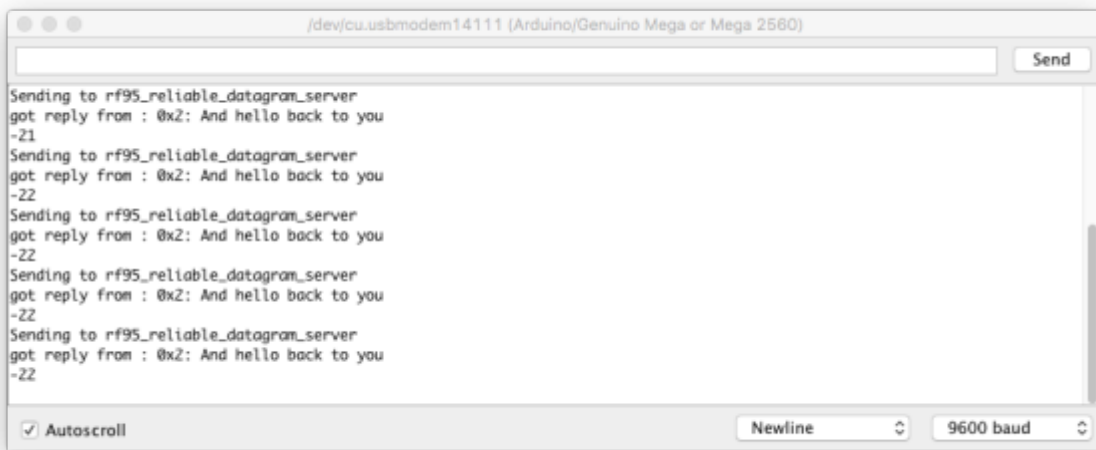 /dev/cu.usbmodem14111 (Arduino/Genuino Mega or Mega 2560)
Send
Sending to rf95_reliable_datagram_server
got reply from : 0x2: And hello back to you
-21
Sending to rf95_reliable_datagram_server
got reply from : 0x2: And hello back to you
-22
Sending to rf95_reliable_datagram_server
got reply from : 0x2: And hello back to you
-22
Sending to rf95_reliable_datagram_server
got reply from : 0x2: And hello back to you
-22
Sending to rf95_reliable_datagram_server
got reply from : 0x2: And hello back to you
-22
Autoscroll Newline 9600 baud